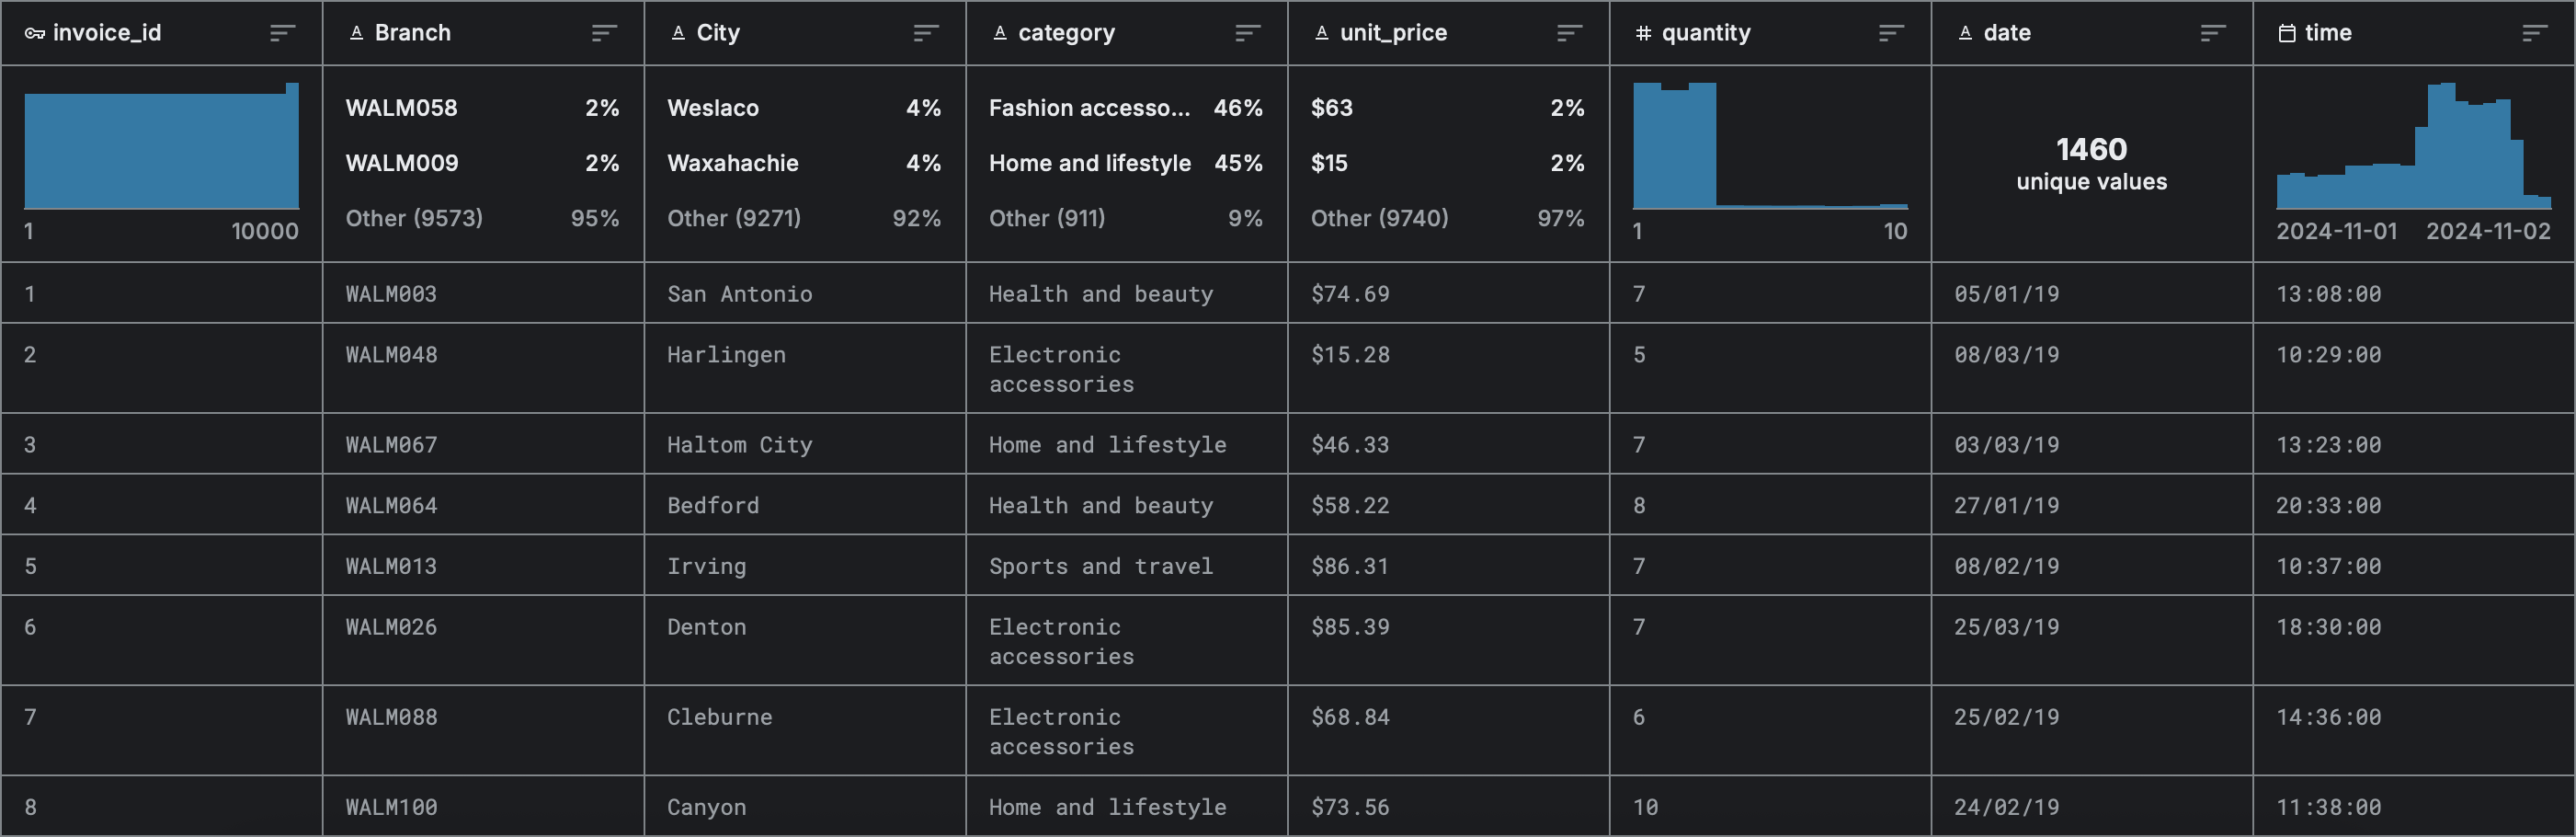 invoice_id Branch City category unit_price quantity date time
WALM058 2% Weslaco 4% Fashion accesso... 46% $63 2%
1460
WALM009 2% Waxahachie 4% Home and lifestyle 45% $15 2%
unique values
Other (9573) 95% Other (9271) 92% Other (911) 9% Other (9740) 97%
1 10000 1 10 2024-11-01 2024-11-02
1 WALM003 San Antonio Health and beauty $74.69 7 05/01/19 13:08:00
2 WALM048 Harlingen Electronic $15.28 5 08/03/19 10:29:00
accessories
3 WALM067 Haltom City Home and lifestyle $46.33 7 03/03/19 13:23:00
4 WALM064 Bedford Health and beauty $58.22 8 27/01/19 20:33:00
5 WALM013 Irving Sports and travel $86.31 7 08/02/19 10:37:00
6 WALM026 Denton Electronic $85.39 7 25/03/19 18:30:00
accessories
7 WALM088 Cleburne Electronic $68.84 6 25/02/19 14:36:00
accessories
8 WALM100 Canyon Home and lifestyle $73.56 10 24/02/19 11:38:00